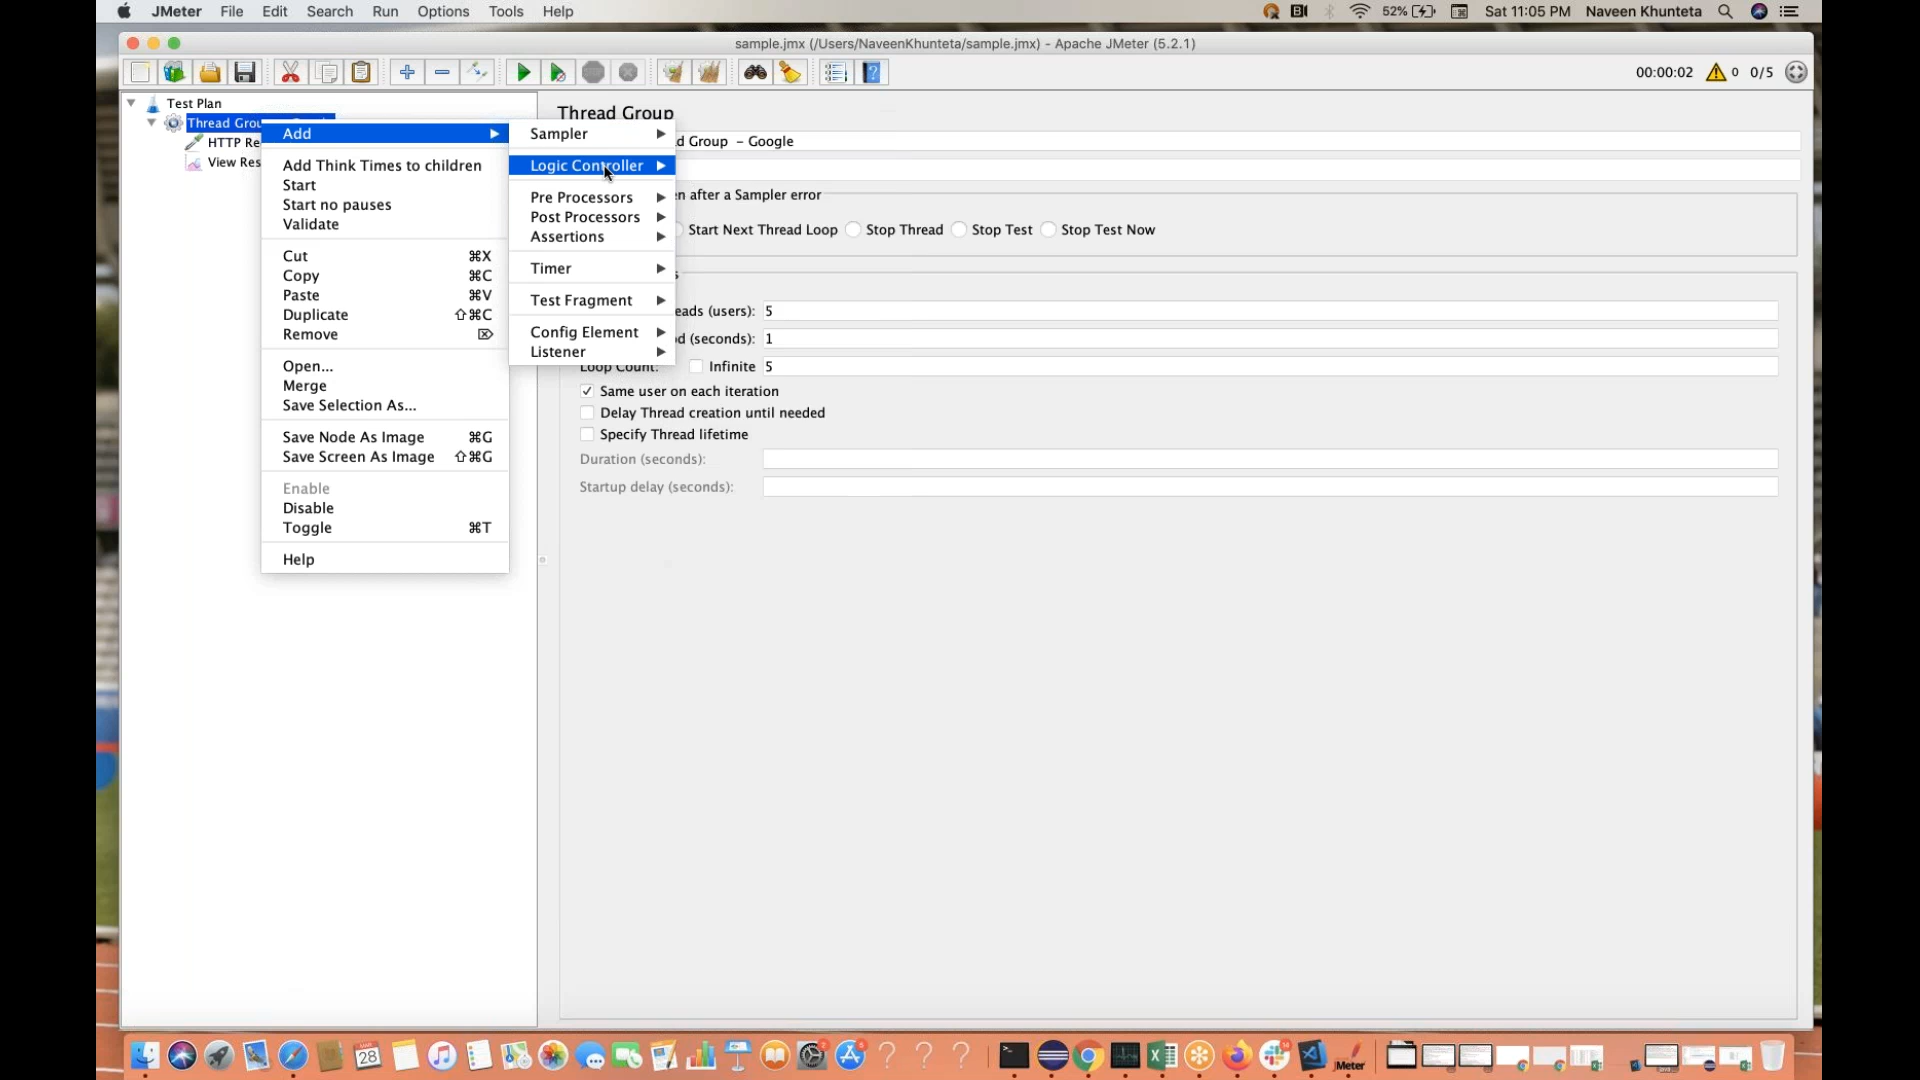 JMeter File Edit Search Run Options Tools Help 52% Sat 11:05 PM Naveen Khunteta
sample.jmx (/Users/NaveenKhunteta/sample.jmx) - Apache JMeter (5.2.1)
00:00:02 0 0/5
Test Plan
Thread Grou
HTTP Re
View Res
Add
Add Think Times to children
Start
Start no pauses
Validate
Cut ⌘X
Copy ⌘C
Paste ⌘V
Duplicate ⇧⌘C
Remove ⌦
Open...
Merge
Save Selection As...
Save Node As Image ⌘G
Save Screen As Image ⇧⌘G
Enable
Disable
Toggle ⌘T
Help
Sampler
Logic Controller
Pre Processors
Post Processors
Assertions
Timer
Test Fragment
Config Element
Listener
Thread Group
d Group – Google
en after a Sampler error
Start Next Thread Loop Stop Thread Stop Test Stop Test Now
s
eads (users): 5
d (seconds): 1
Loop Count: Infinite 5
Same user on each iteration
Delay Thread creation until needed
Specify Thread lifetime
Duration (seconds):
Startup delay (seconds):
28
JMeter